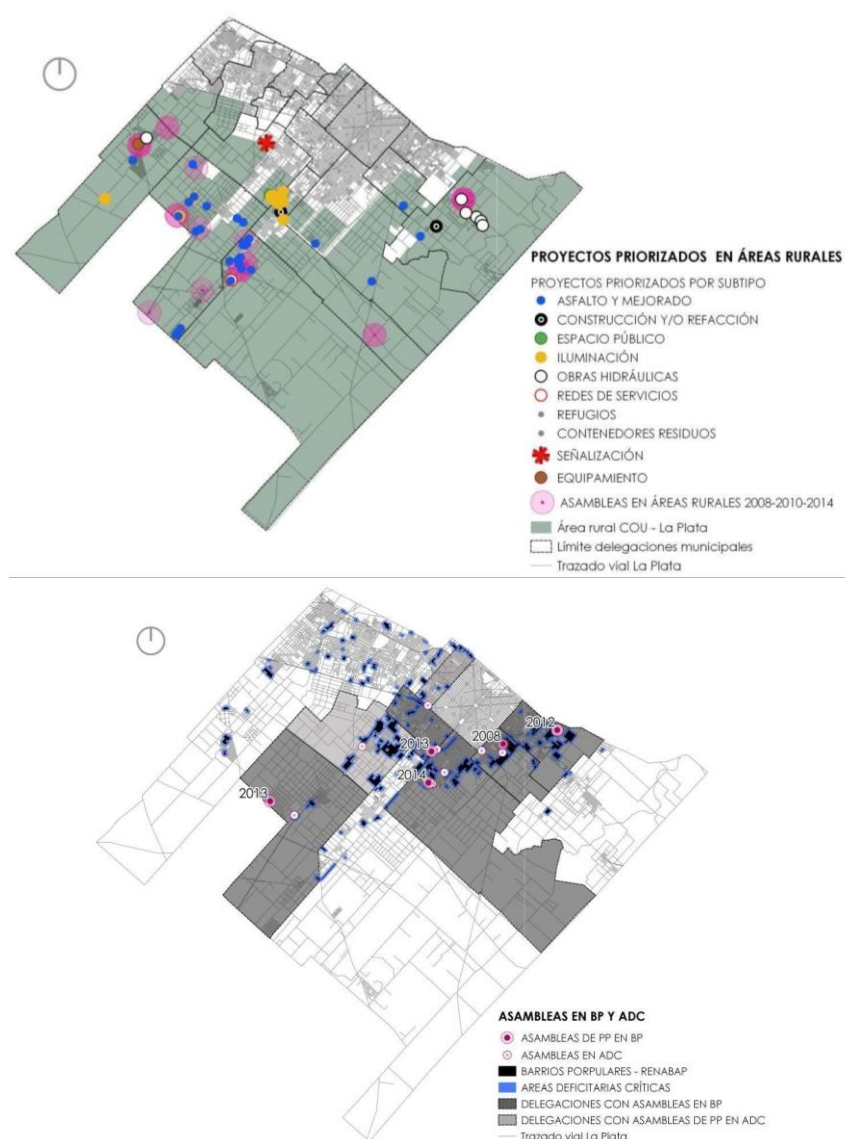 PROYECTOS PRIORIZADOS EN ÁREAS RURALES
PROYECTOS PRIORIZADOS POR SUBTIPO
ASFALTO Y MEJORADO
CONSTRUCCIÓN Y/O REFACCIÓN
ESPACIO PÚBLICO
ILUMINACIÓN
OBRAS HIDRÁULICAS
REDES DE SERVICIOS
REFUGIOS
CONTENEDORES RESIDUOS
SEÑALIZACIÓN
EQUIPAMIENTO
ASAMBLEAS EN ÁREAS RURALES 2008-2010-2014
Área rural COU - La Plata
Límite delegaciones municipales
Trazado vial La Plata
2012
2013
2008
2014
2013
ASAMBLEAS EN BP Y ADC
ASAMBLEAS DE PP EN BP
ASAMBLEAS EN ADC
BARRIOS PORPULARES - RENABAP
AREAS DEFICITARIAS CRÍTICAS
DELEGACIONES CON ASAMBLEAS EN BP
DELEGACIONES CON ASAMBLEAS DE PP EN ADC
Trazado vial La Plata